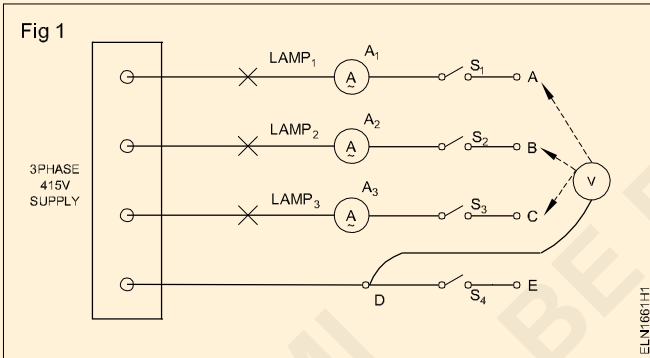 Fig 1
LAMP1
A1
A
S1
A
LAMP2
A2
A
S2
B
3PHASE
415V
SUPPLY
V
LAMP3
A3
A
S3
C
D
S4
E
ELN1661H1